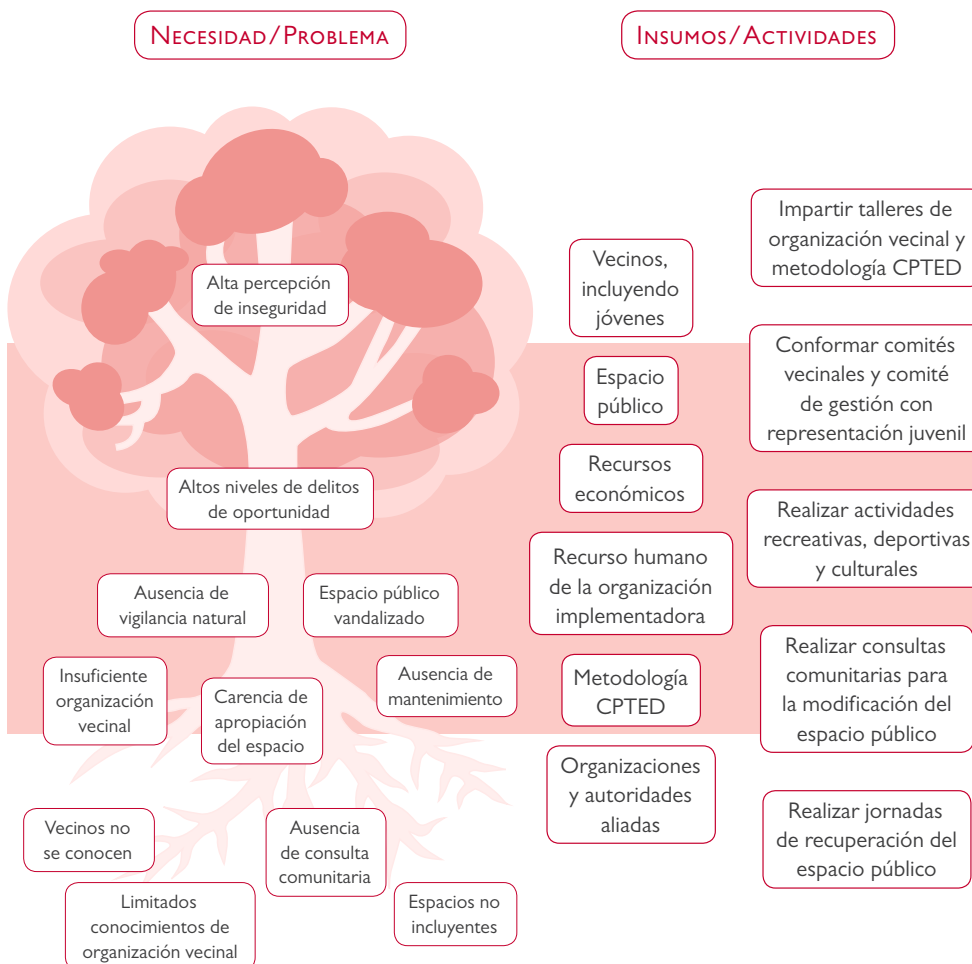 NECESIDAD/PROBLEMA
Alta percepción
de inseguridad
Altos niveles de delitos
de oportunidad
Ausencia de
vigilancia natural
Espacio público
vandalizado
Insuficiente
organización
vecinal
Carencia de
apropiación
del espacio
Ausencia de
mantenimiento
Vecinos no
se conocen
Ausencia
de consulta
comunitaria
Limitados
conocimientos de
organización vecinal
Espacios no
incluyentes
INSUMOS/ACTIVIDADES
Vecinos,
incluyendo
jóvenes
Espacio
público
Recursos
económicos
Recurso humano
de la organización
implementadora
Metodología
CPTED
Organizaciones
y autoridades
aliadas
Impartir talleres de
organización vecinal y
metodología CPTED
Conformar comités
vecinales y comité
de gestión con
representación juvenil
Realizar actividades
recreativas, deportivas
y culturales
Realizar consultas
comunitarias para
la modificación del
espacio público
Realizar jornadas
de recuperación del
espacio público